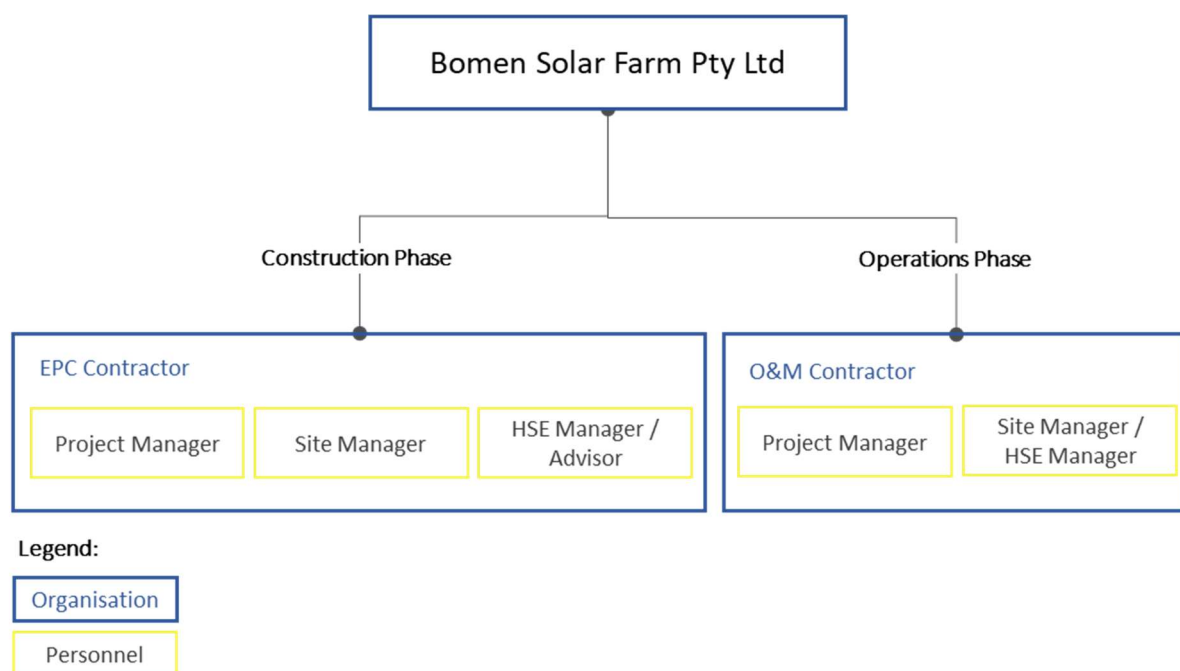 Bomen Solar Farm Pty Ltd
Construction Phase
Operations Phase
EPC Contractor
Project Manager
Site Manager
HSE Manager /
Advisor
O&M Contractor
Project Manager
Site Manager /
HSE Manager
Legend:
Organisation
Personnel